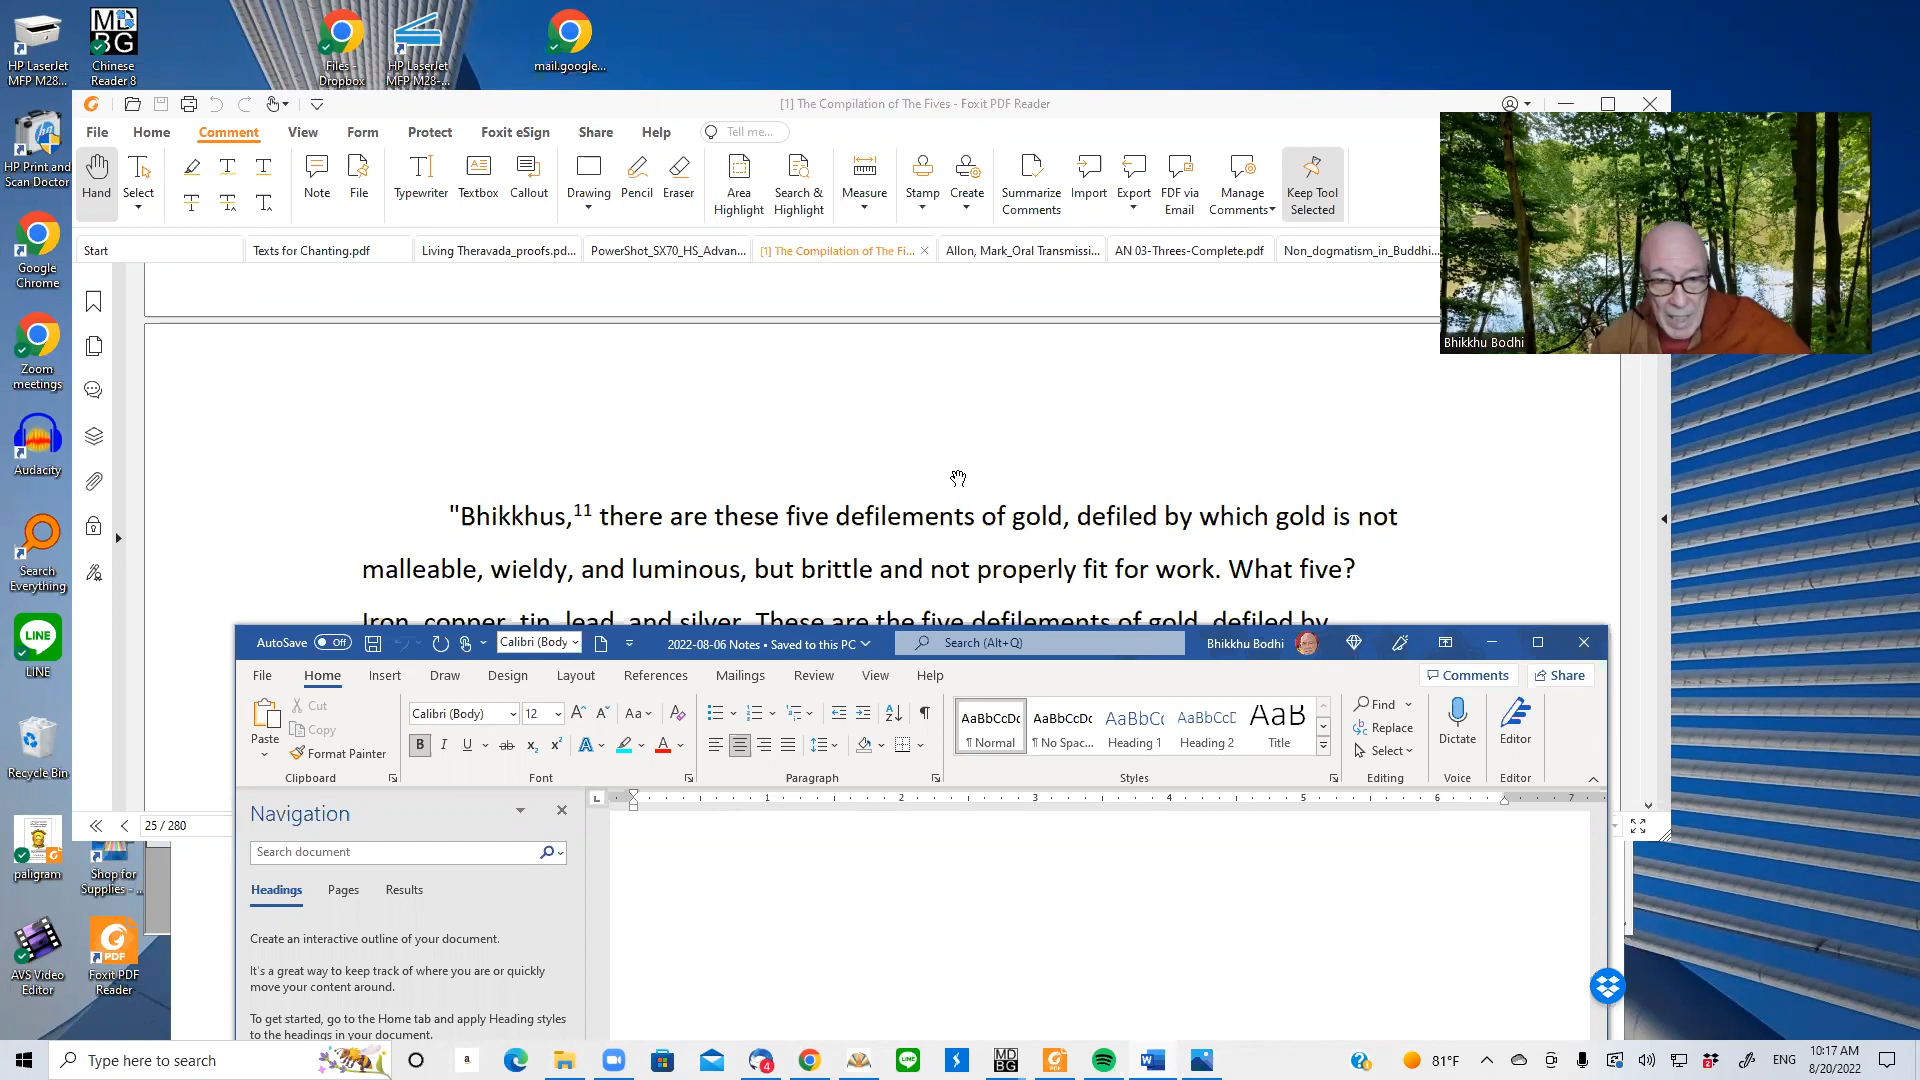 HP LaserJet
MFP M28...
Chinese
Reader 8
Files -
Dropbox
HP LaserJet
MFP M28-...
mail.google...
[1] The Compilation of The Fives - Foxit PDF Reader
File Home Comment View Form Protect Foxit eSign Share Help Tell me...
Hand Select Note File Typewriter Textbox Callout Drawing Pencil Eraser
Area
Highlight
Search &
Highlight
Measure Stamp Create
Summarize
Comments
Import Export
FDF via
Email
Manage
Comments
Keep Tool
Selected
Start Texts for Chanting.pdf Living Theravada_proofs.pd... PowerShot_SX70_HS_Advan... [1] The Compilation of The Fi... Allon, Mark_Oral Transmissi... AN 03-Threes-Complete.pdf Non_dogmatism_in_Buddhi...
Bhikkhu Bodhi
HP Print and
Scan Doctor
Google
Chrome
Zoom
meetings
Audacity
Search
Everything
LINE
LINE
Recycle Bin
paligram
Shop for
Supplies - ...
AVS Video
Editor
PDF
Foxit PDF
Reader
"Bhikkhus,11 there are these five defilements of gold, defiled by which gold is not
malleable, wieldy, and luminous, but brittle and not properly fit for work. What five?
Iron, copper, tin, lead, and silver. These are the five defilements of gold, defiled by
25 / 280
AutoSave Off Calibri (Body 2022-08-06 Notes • Saved to this PC Search (Alt+Q) Bhikkhu Bodhi
File Home Insert Draw Design Layout References Mailings Review View Help Comments Share
Paste Cut
Copy
Format Painter
Clipboard
Calibri (Body) 12
Font
Paragraph
AaBbCcDc AaBbCcDc AaBbCc AaBbCcD AaB
¶ Normal ¶ No Spac... Heading 1 Heading 2 Title
Styles
Find
Replace
Select
Editing
Dictate
Voice
Editor
Editor
1 2 3 4 5 6 7
Navigation
Search document
Headings Pages Results
Create an interactive outline of your document.
It's a great way to keep track of where you are or quickly
move your content around.
To get started, go to the Home tab and apply Heading styles
to the headings in your document.
Type here to search
81°F ENG
10:17 AM
8/20/2022